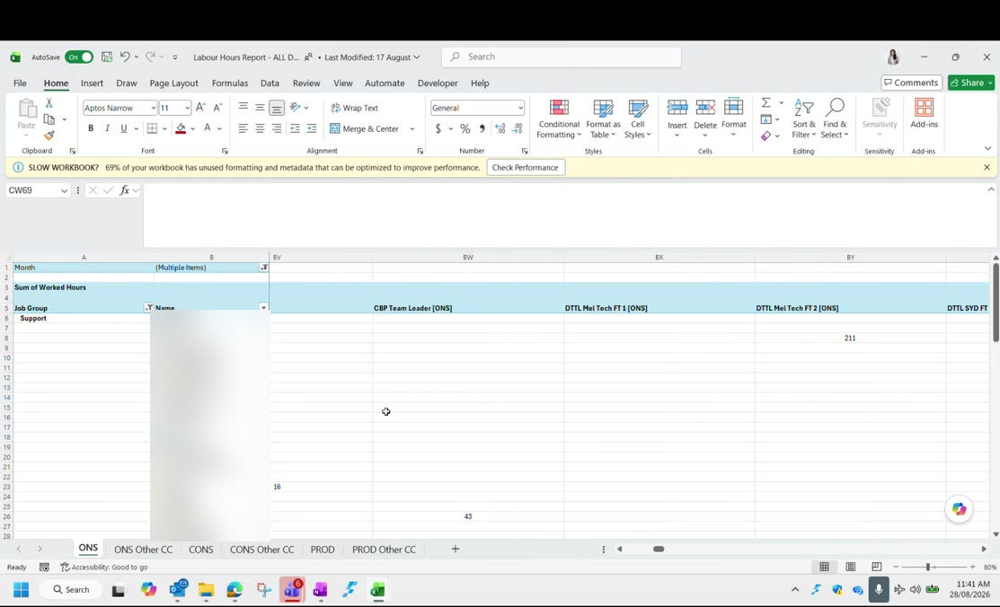 AutoSave On Labour Hours Report - ALL D... • Last Modified: 17 August Search
File Home Insert Draw Page Layout Formulas Data Review View Automate Developer Help Comments Share
Paste Aptos Narrow 11 A A Wrap Text General Conditional Formatting Format as Table Cell Styles Insert Delete Format Sort & Filter Find & Select Sensitivity Add-ins
B I U A Merge & Center $ % 9
Clipboard Font Alignment Number Styles Cells Editing Sensitivity Add-ins
SLOW WORKBOOK? 69% of your workbook has unused formatting and metadata that can be optimized to improve performance. Check Performance
CW69 fx
A B BV BW BX BY
1 Month (Multiple Items)
2
3 Sum of Worked Hours
4
5 Job Group Name CBP Team Leader [ONS] DTTL Mel Tech FT 1 [ONS] DTTL Mel Tech FT 2 [ONS] DTTL SYD FT
6 Support
7
8 211
9
10
11
12
13
14
15
16
17
18
19
20
21
22
23 16
24
25
26 43
27
28
ONS ONS Other CC CONS CONS Other CC PROD PROD Other CC
Ready Accessibility: Good to go 80%
Search 6 11:41 AM
28/08/2026